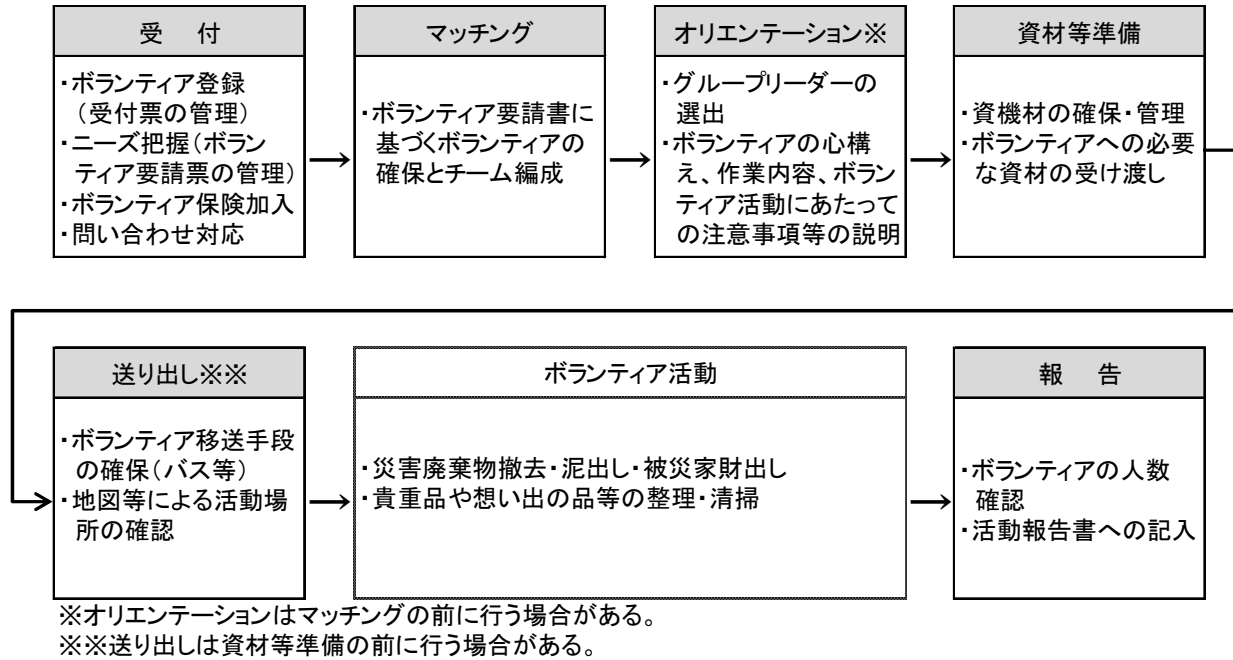 受 付
・ボランティア登録
(受付票の管理)
・ニーズ把握(ボラン
ティア要請票の管理)
・ボランティア保険加入
・問い合わせ対応
マッチング
・ボランティア要請書に
基づくボランティアの
確保とチーム編成
オリエンテーション※
・グループリーダーの
選出
・ボランティアの心構
え、作業内容、ボラン
ティア活動にあたって
の注意事項等の説明
資材等準備
・資機材の確保・管理
・ボランティアへの必要
な資材の受け渡し
送り出し※※
・ボランティア移送手段
の確保(バス等)
・地図等による活動場
所の確認
ボランティア活動
・災害廃棄物撤去・泥出し・被災家財出し
・貴重品や想い出の品等の整理・清掃
報 告
・ボランティアの人数
確認
・活動報告書への記入
※オリエンテーションはマッチングの前に行う場合がある。
※※送り出しは資材等準備の前に行う場合がある。